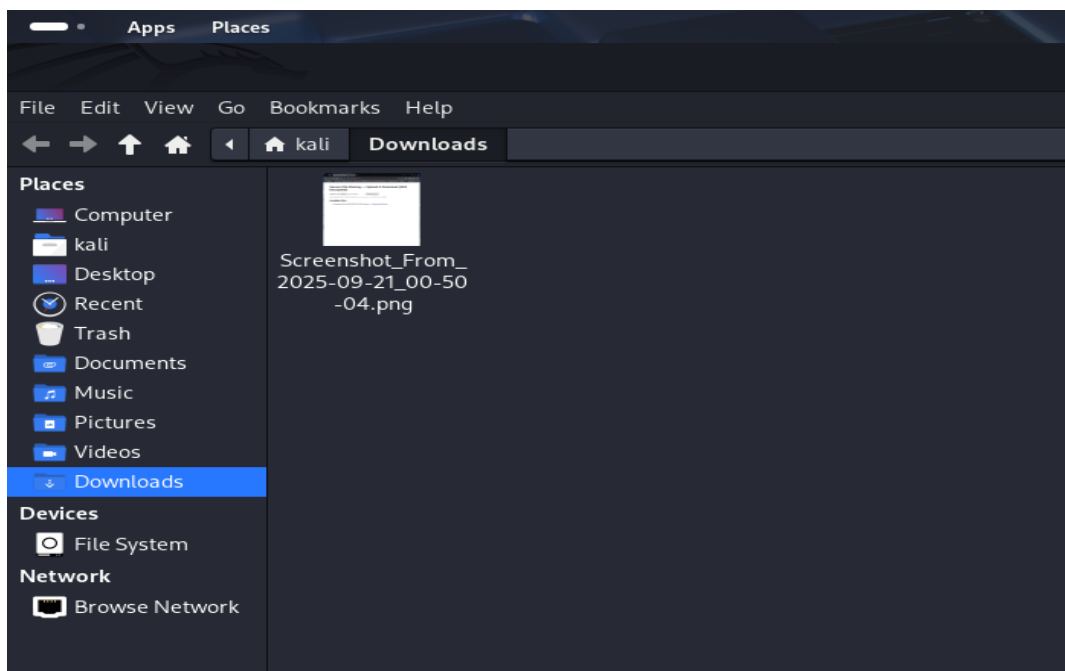 Apps Places
File Edit View Go Bookmarks Help
kali Downloads
Places
Computer
kali
Desktop
Recent
Trash
Documents
Music
Pictures
Videos
Downloads
Devices
File System
Network
Browse Network
Screenshot_From_
2025-09-21_00-50
-04.png